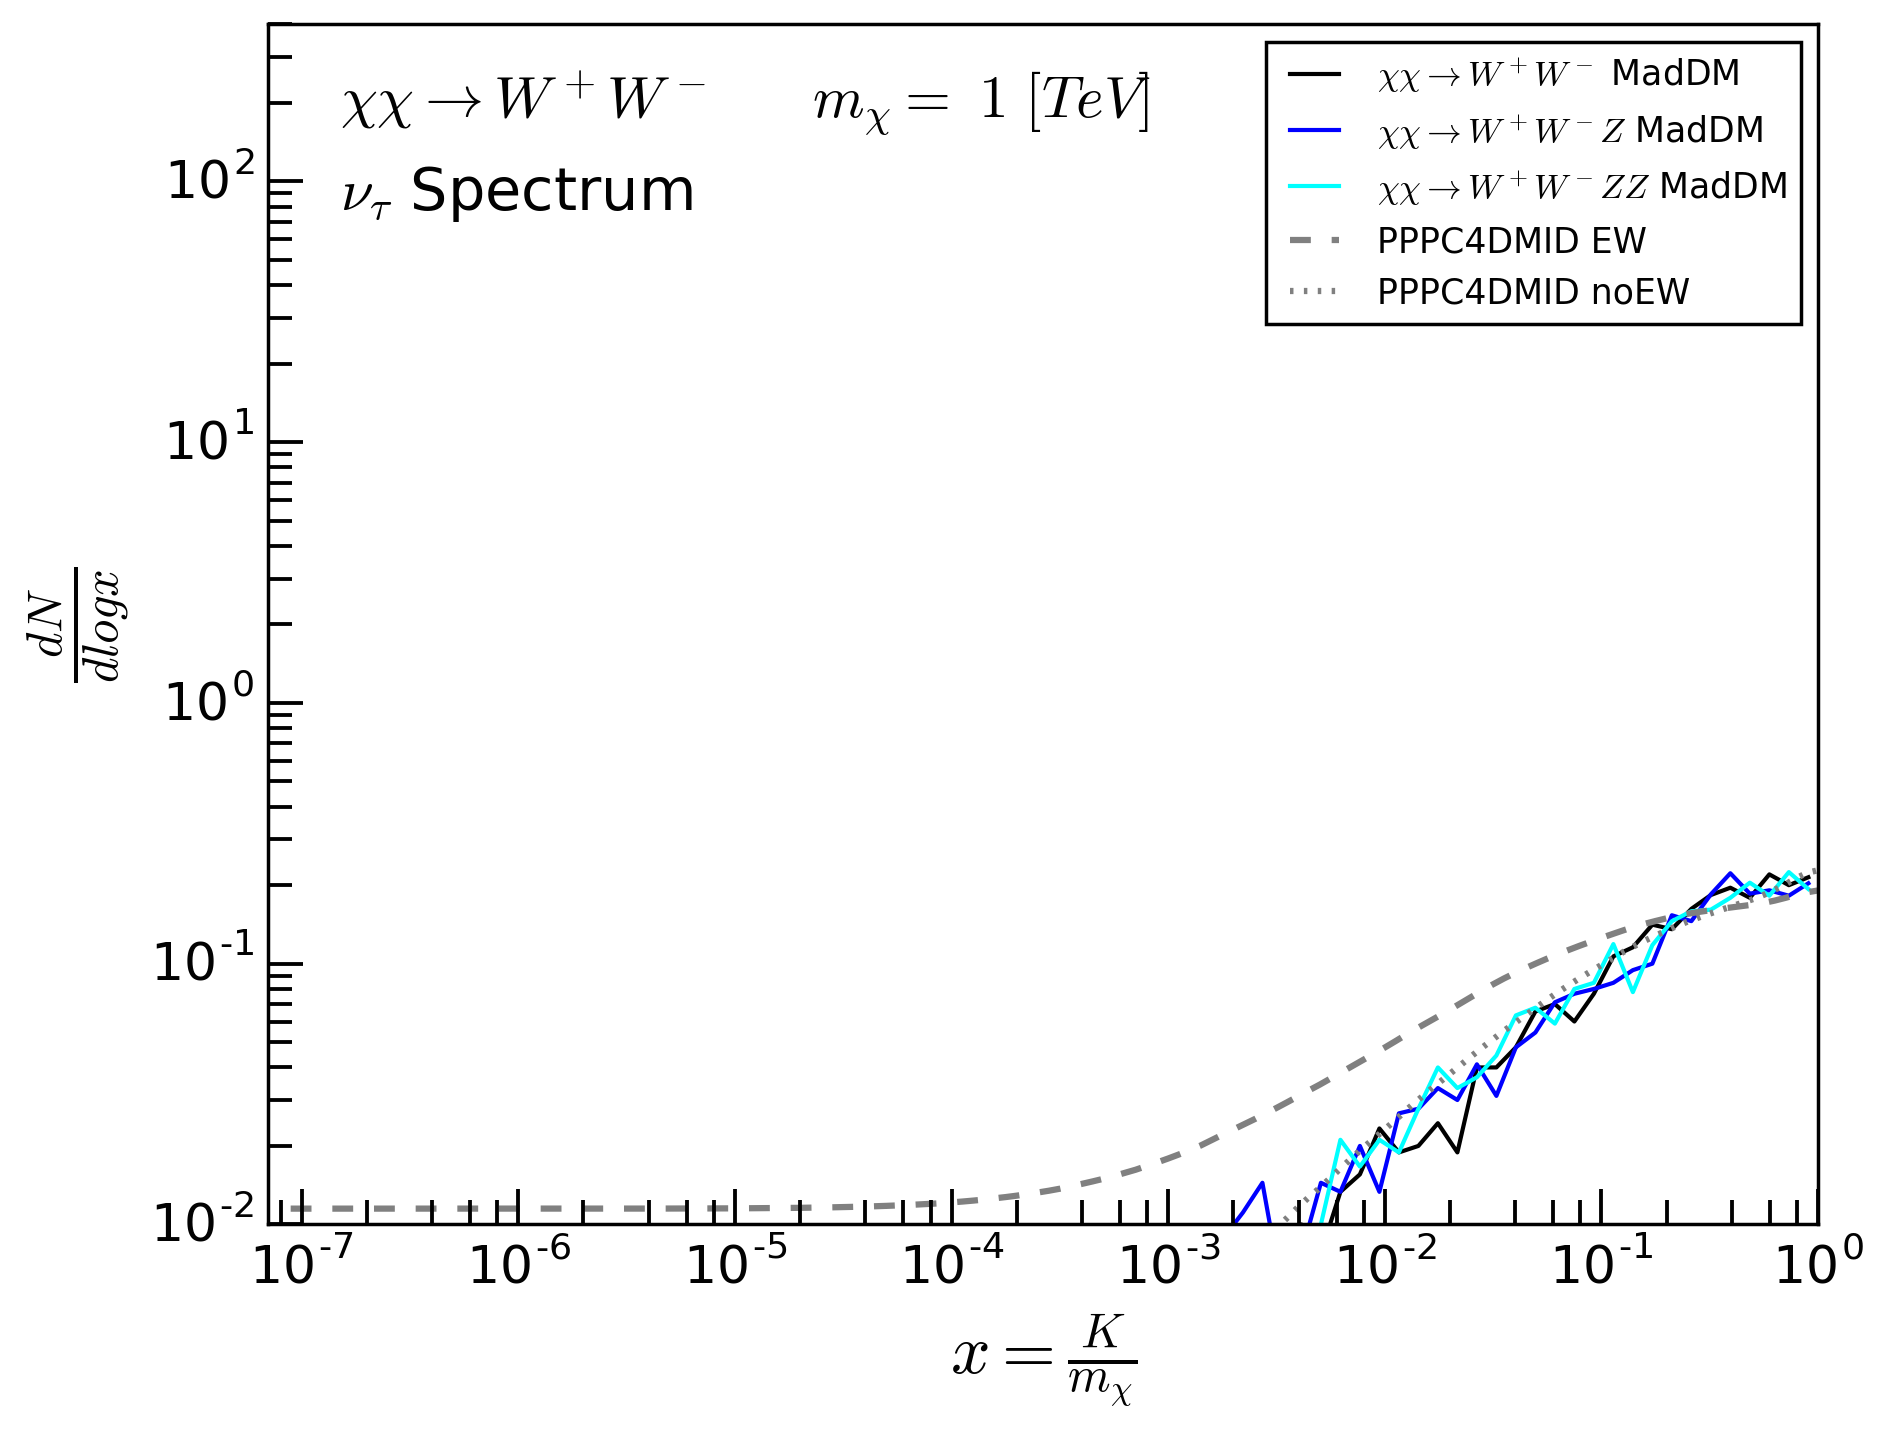 χχ → W⁺W⁻ m_χ = 1 [TeV]
ν_τ Spectrum
χχ → W⁺W⁻ MadDM
χχ → W⁺W⁻Z MadDM
χχ → W⁺W⁻ZZ MadDM
PPPC4DMID EW
PPPC4DMID noEW
dN/dlogx
10²
10¹
10⁰
10⁻¹
10⁻²
10⁻⁷ 10⁻⁶ 10⁻⁵ 10⁻⁴ 10⁻³ 10⁻² 10⁻¹ 10⁰
x = K/m_χ